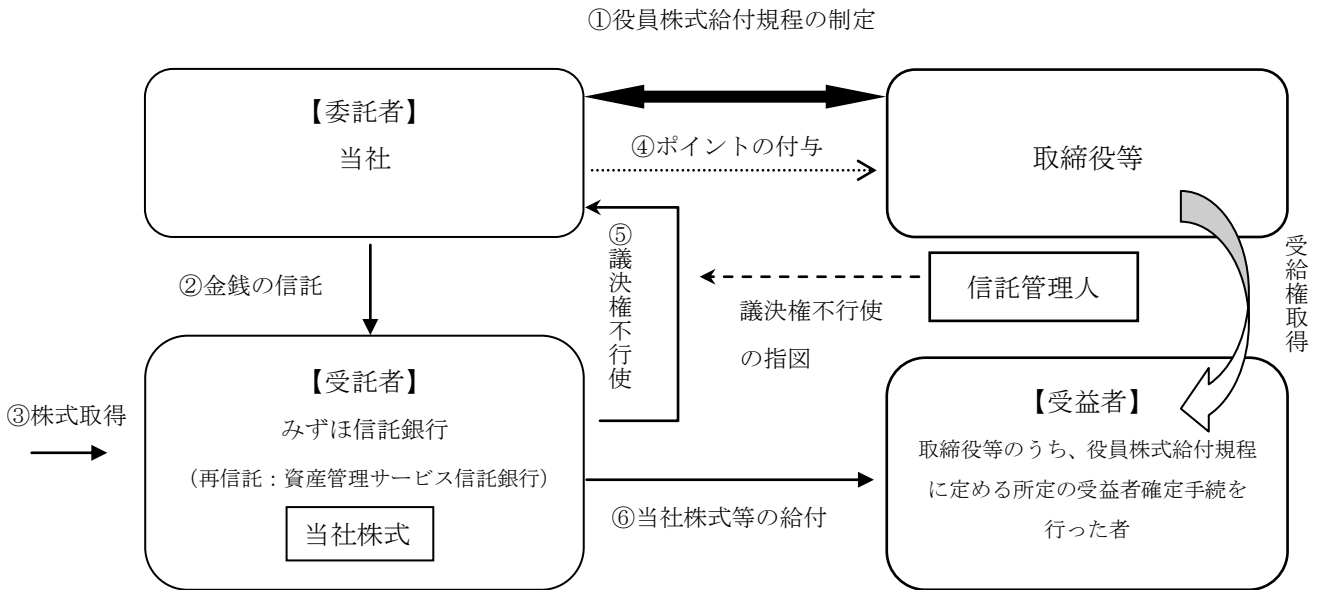 ①役員株式給付規程の制定
【委託者】
当社
④ポイントの付与
取締役等
②金銭の信託
⑤議決権不行使
議決権不行使
の指図
信託管理人
受給権取得
③株式取得
【受託者】
みずほ信託銀行
(再信託:資産管理サービス信託銀行)
当社株式
⑥当社株式等の給付
【受益者】
取締役等のうち、役員株式給付規程
に定める所定の受益者確定手続を
行った者